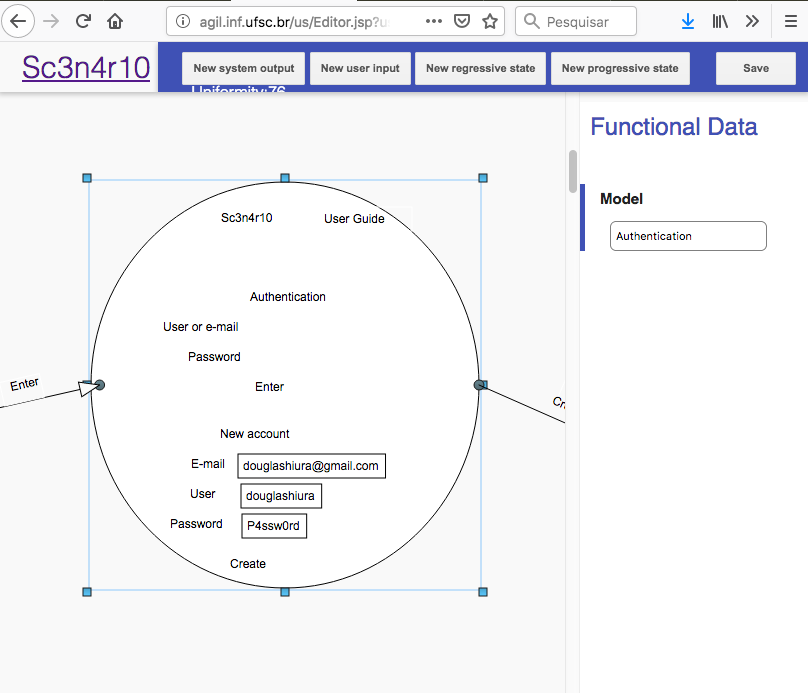 agil.inf.ufsc.br/us/Editor.jsp?u
Pesquisar
Sc3n4r10
New system output
New user input
New regressive state
New progressive state
Save
Uniformity:76
Functional Data
Model
Authentication
Sc3n4r10
User Guide
Authentication
User or e-mail
Password
Enter
Enter
New account
E-mail
douglashiura@gmail.com
User
douglashiura
Password
P4ssw0rd
Create